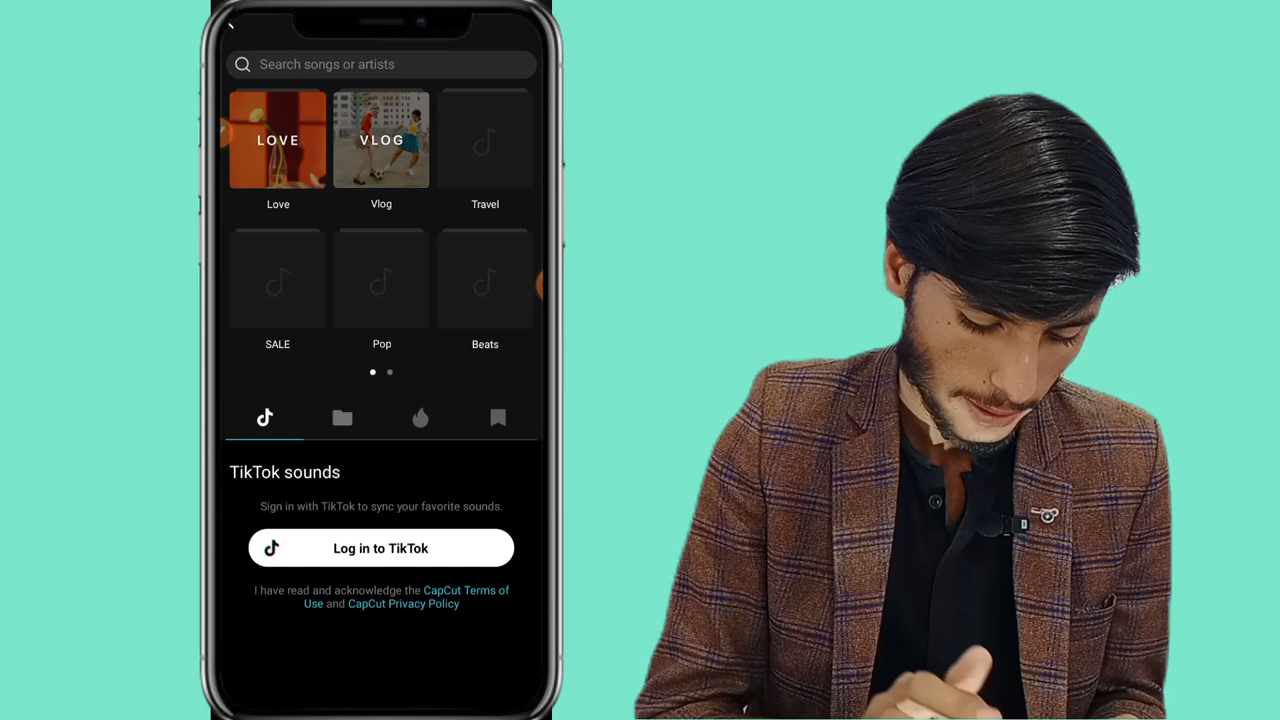 Search songs or artists
LOVE
VLOG
Love
Vlog
Travel
SALE
Pop
Beats
TikTok sounds
Sign in with TikTok to sync your favorite sounds.
Log in to TikTok
I have read and acknowledge the CapCut Terms of
Use and CapCut Privacy Policy